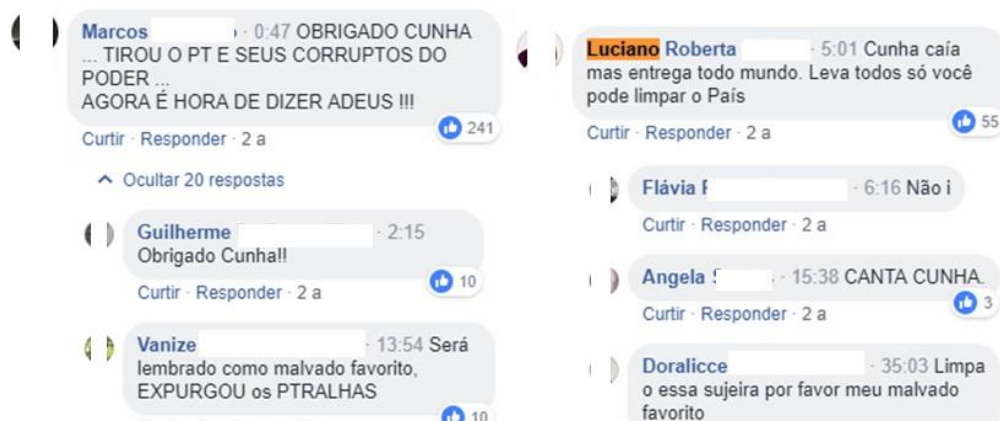 Marcos · 0:47 OBRIGADO CUNHA
... TIROU O PT E SEUS CORRUPTOS DO
PODER ...
AGORA É HORA DE DIZER ADEUS !!!
241
Curtir · Responder · 2 a
Ocultar 20 respostas
Guilherme · 2:15
Obrigado Cunha!!
10
Curtir · Responder · 2 a
Vanize · 13:54 Será
lembrado como malvado favorito,
EXPURGOU os PTRALHAS
10
Luciano Roberta · 5:01 Cunha caía
mas entrega todo mundo. Leva todos só você
pode limpar o País
55
Curtir · Responder · 2 a
Flávia · 6:16 Não i
Curtir · Responder · 2 a
Angela · 15:38 CANTA CUNHA.
3
Curtir · Responder · 2 a
Doralicce · 35:03 Limpa
o essa sujeira por favor meu malvado
favorito